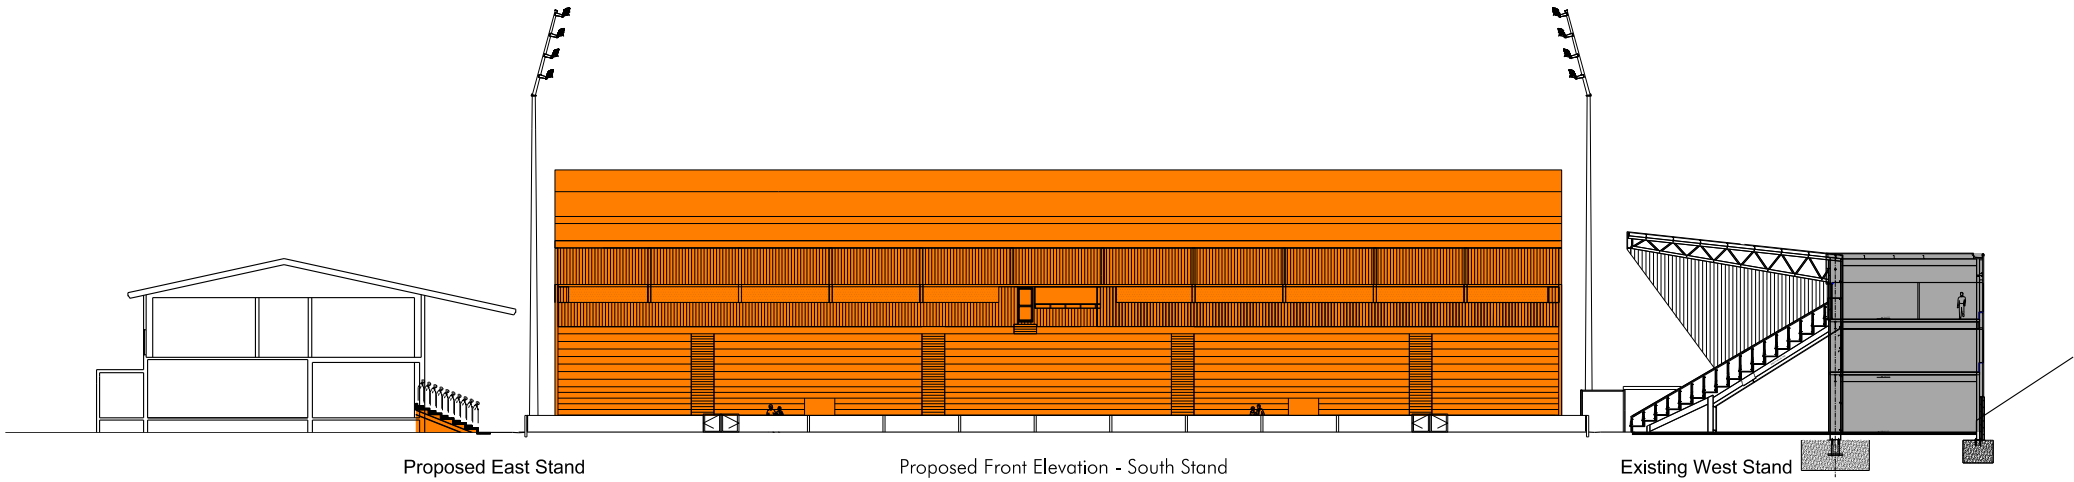 Proposed East Stand
Proposed Front Elevation - South Stand
Existing West Stand